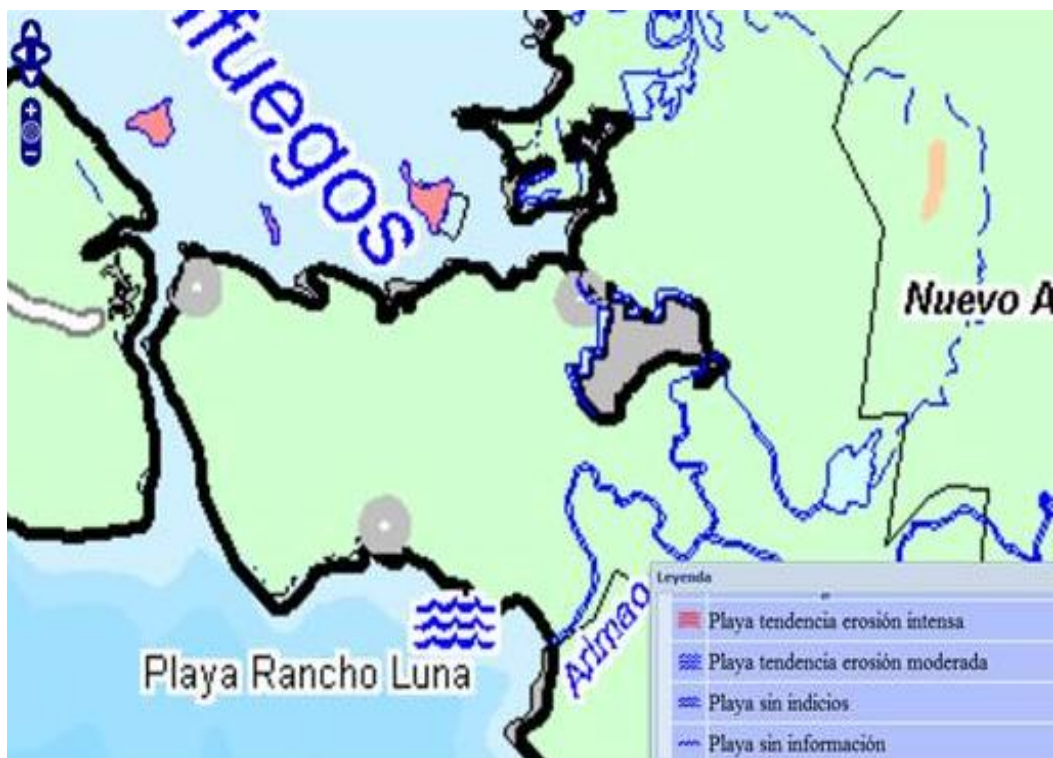 nfuegos
Nuevo A
Playa Rancho Luna
Arimao
Leyenda
Playa tendencia erosión intensa
Playa tendencia erosión moderada
Playa sin indicios
Playa sin información